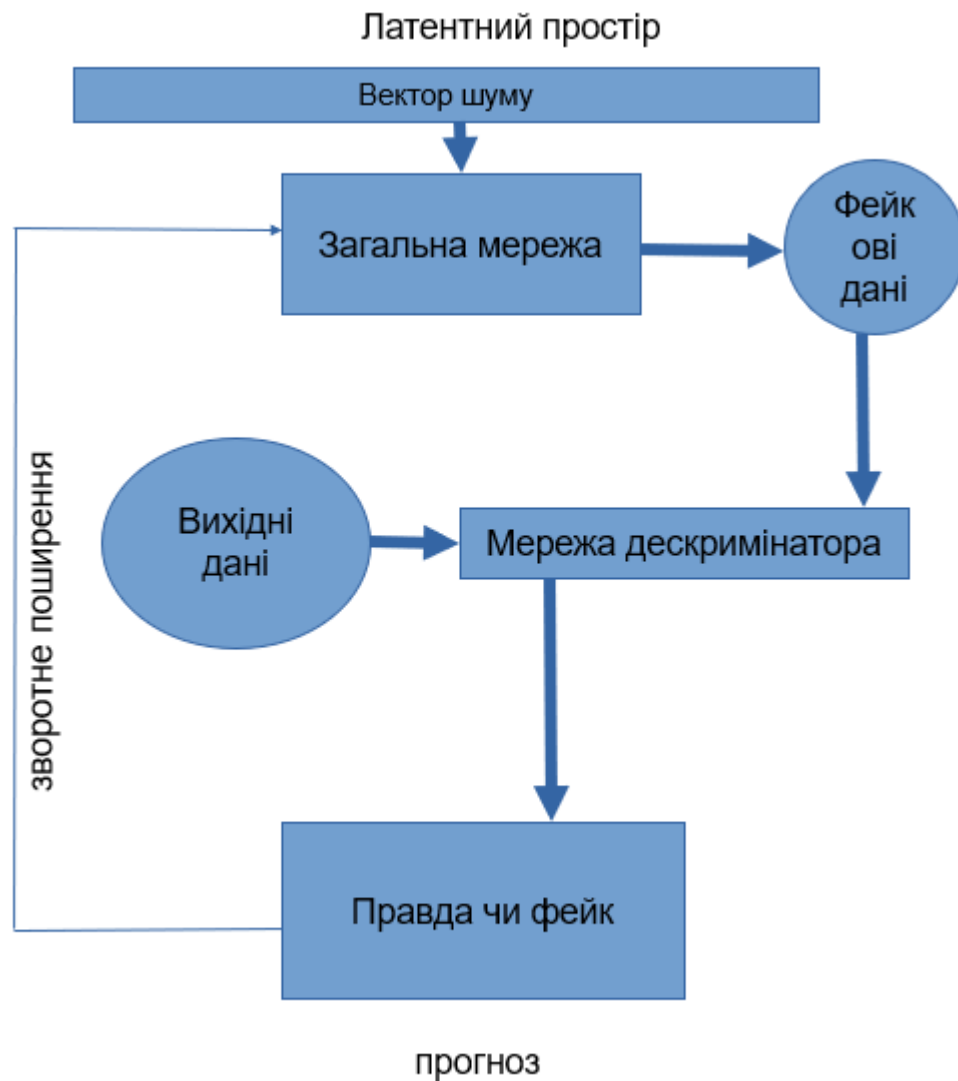 Латентний простір
Вектор шуму
Загальна мережа
Фейк
ові
дані
зворотне поширення
Вихідні
дані
Мережа дескримінатора
Правда чи фейк
прогноз